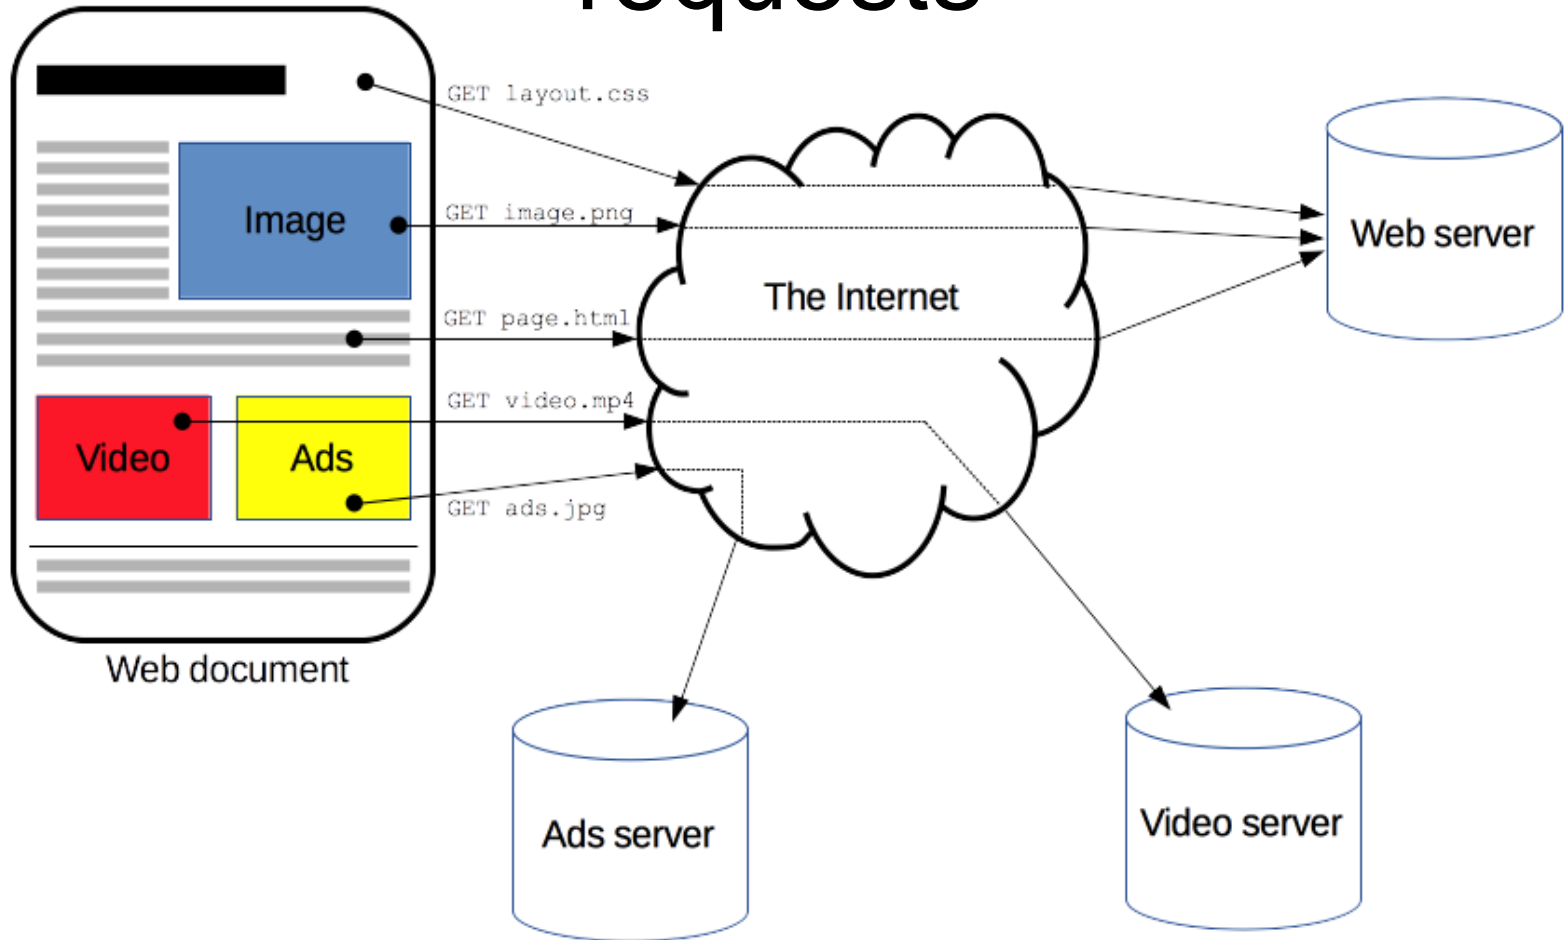 requests
GET layout.css
Image
GET image.png
Web server
The Internet
GET page.html
GET video.mp4
Video
Ads
GET ads.jpg
Web document
Ads server
Video server